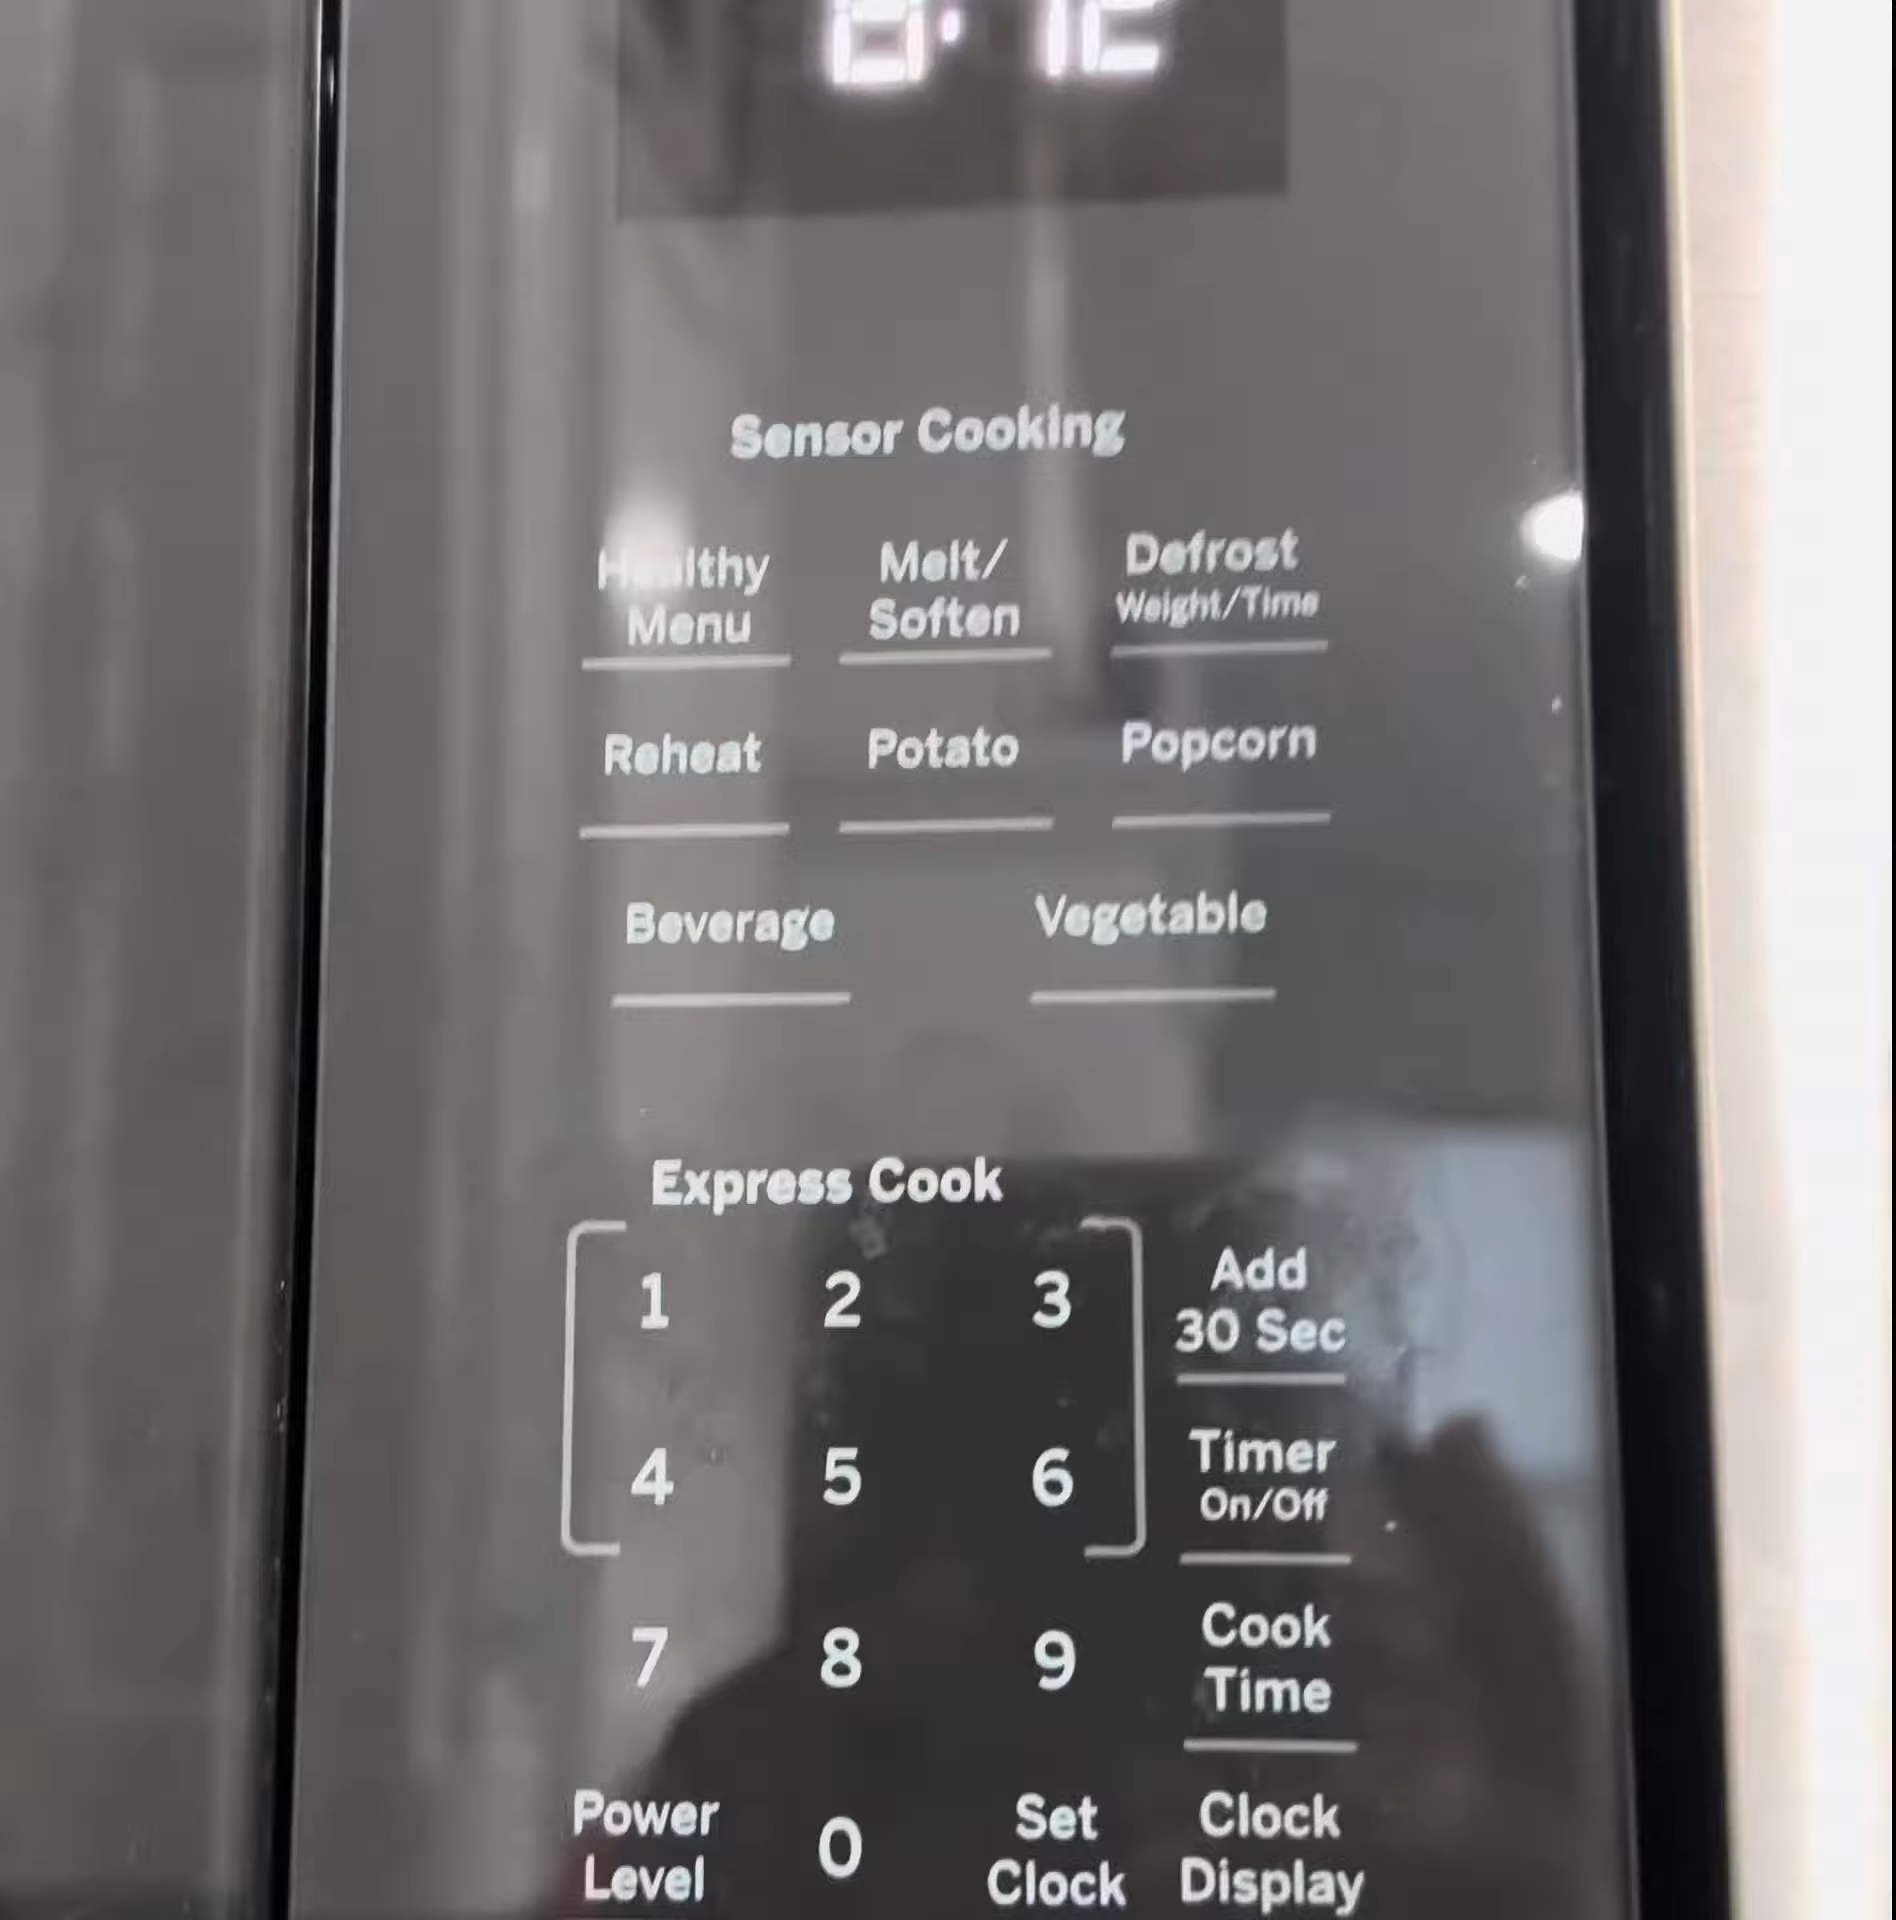 Sensor Cooking
Healthy Menu
Melt/ Soften
Defrost Weight/Time
Reheat
Potato
Popcorn
Beverage
Vegetable
Express Cook
1 2 3
Add 30 Sec
4 5 6
Timer On/Off
7 8 9
Cook Time
Power Level
0
Set Clock
Clock Display